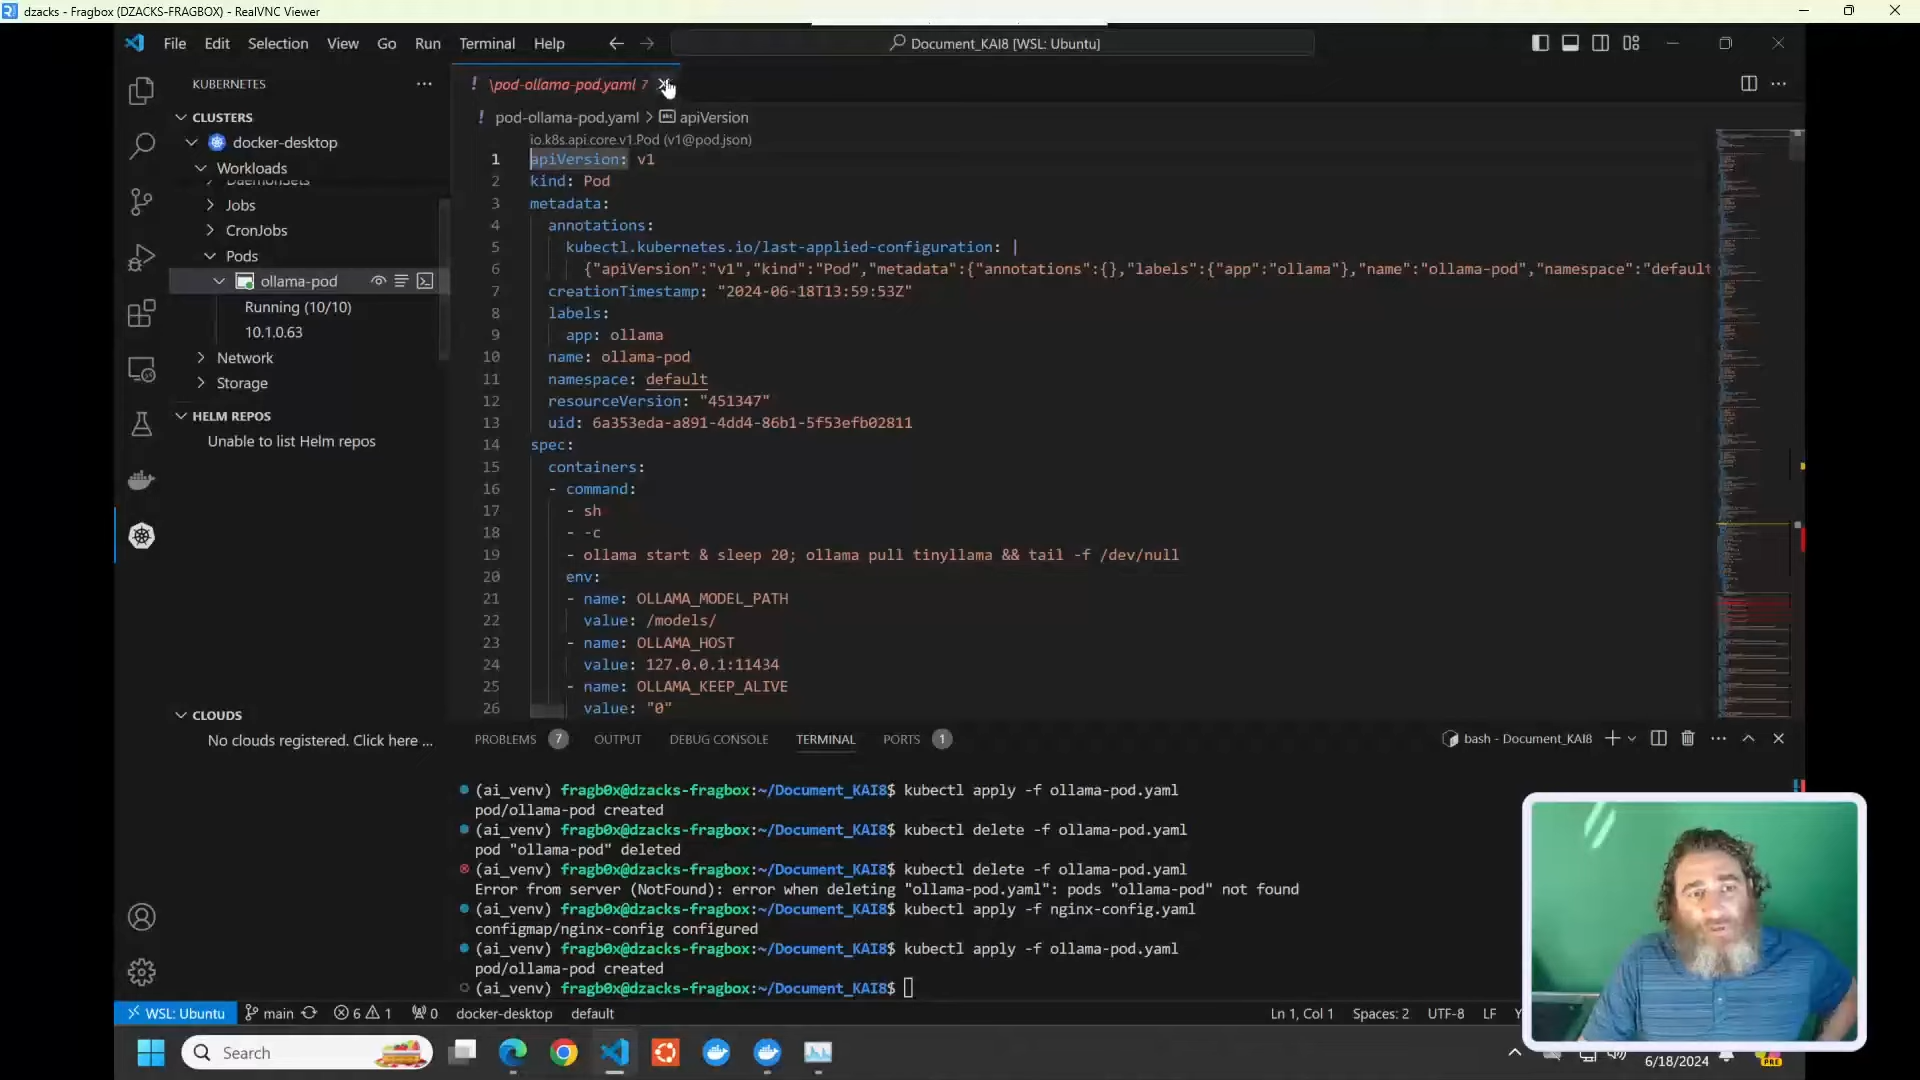 dzacks - Fragbox (DZACKS-FRAGBOX) - RealVNC Viewer
File Edit Selection View Go Run Terminal Help
Document_KAI8 [WSL: Ubuntu]
KUBERNETES
CLUSTERS
docker-desktop
Workloads
DaemonSets
Jobs
CronJobs
Pods
ollama-pod
Running (10/10)
10.1.0.63
Network
Storage
HELM REPOS
Unable to list Helm repos
CLOUDS
No clouds registered. Click here ...
! \pod-ollama-pod.yaml 7
! pod-ollama-pod.yaml > apiVersion
io.k8s.api.core.v1.Pod (v1@pod.json)
1 apiVersion: v1
2 kind: Pod
3 metadata:
4 annotations:
5 kubectl.kubernetes.io/last-applied-configuration: |
6 {"apiVersion":"v1","kind":"Pod","metadata":{"annotations":{},"labels":{"app":"ollama"},"name":"ollama-pod","namespace":"default
7 creationTimestamp: "2024-06-18T13:59:53Z"
8 labels:
9 app: ollama
10 name: ollama-pod
11 namespace: default
12 resourceVersion: "451347"
13 uid: 6a353eda-a891-4dd4-86b1-5f53efb02811
14 spec:
15 containers:
16 - command:
17 - sh
18 - -c
19 - ollama start & sleep 20; ollama pull tinyllama && tail -f /dev/null
20 env:
21 - name: OLLAMA_MODEL_PATH
22 value: /models/
23 - name: OLLAMA_HOST
24 value: 127.0.0.1:11434
25 - name: OLLAMA_KEEP_ALIVE
26 value: "0"
PROBLEMS 7 OUTPUT DEBUG CONSOLE TERMINAL PORTS 1
bash - Document_KAI8
(ai_venv) fragb0x@dzacks-fragbox:~/Document_KAI8$ kubectl apply -f ollama-pod.yaml
pod/ollama-pod created
(ai_venv) fragb0x@dzacks-fragbox:~/Document_KAI8$ kubectl delete -f ollama-pod.yaml
pod "ollama-pod" deleted
(ai_venv) fragb0x@dzacks-fragbox:~/Document_KAI8$ kubectl delete -f ollama-pod.yaml
Error from server (NotFound): error when deleting "ollama-pod.yaml": pods "ollama-pod" not found
(ai_venv) fragb0x@dzacks-fragbox:~/Document_KAI8$ kubectl apply -f nginx-config.yaml
configmap/nginx-config configured
(ai_venv) fragb0x@dzacks-fragbox:~/Document_KAI8$ kubectl apply -f ollama-pod.yaml
pod/ollama-pod created
(ai_venv) fragb0x@dzacks-fragbox:~/Document_KAI8$
WSL: Ubuntu main 6 1 0 docker-desktop default
Ln 1, Col 1 Spaces: 2 UTF-8 LF Y
Search
6/18/2024
PRE